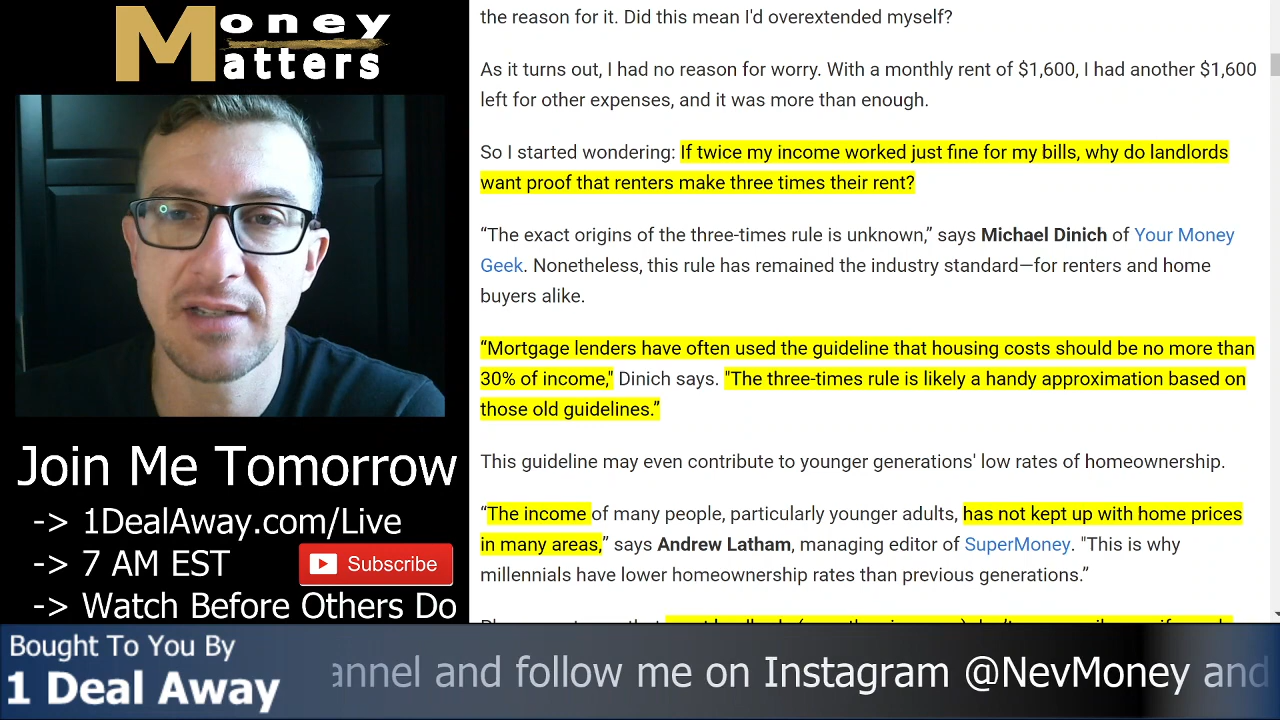 Money
Matters
Join Me Tomorrow
-> 1DealAway.com/Live
-> 7 AM EST
Subscribe
-> Watch Before Others Do
the reason for it. Did this mean I'd overextended myself?
As it turns out, I had no reason for worry. With a monthly rent of $1,600, I had another $1,600
left for other expenses, and it was more than enough.
So I started wondering: If twice my income worked just fine for my bills, why do landlords
want proof that renters make three times their rent?
“The exact origins of the three-times rule is unknown,” says Michael Dinich of Your Money
Geek. Nonetheless, this rule has remained the industry standard—for renters and home
buyers alike.
“Mortgage lenders have often used the guideline that housing costs should be no more than
30% of income," Dinich says. "The three-times rule is likely a handy approximation based on
those old guidelines.”
This guideline may even contribute to younger generations' low rates of homeownership.
“The income of many people, particularly younger adults, has not kept up with home prices
in many areas,” says Andrew Latham, managing editor of SuperMoney. "This is why
millennials have lower homeownership rates than previous generations.”
Bought To You By
1 Deal Away
annel and follow me on Instagram @NevMoney and